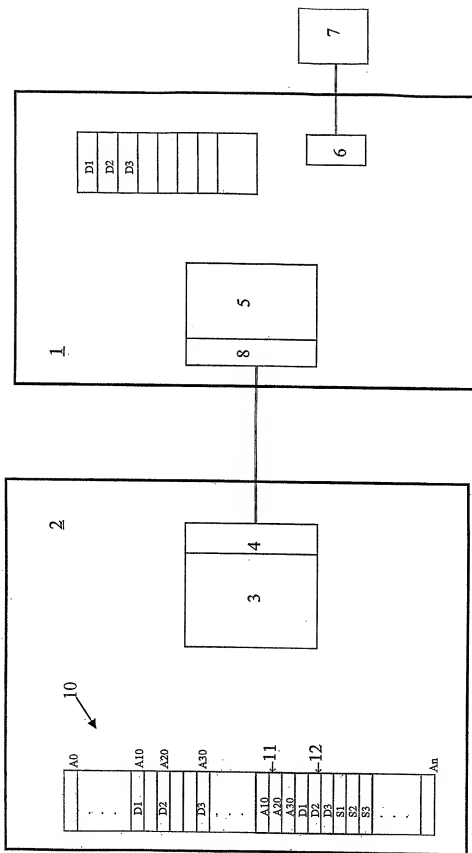 7
6
D1
D2
D3
1
5
8
2
4
3
10
A0
A10
A20
A30
An
D1
D2
D3
. . . .
. . . .
A10
A20
A30
D1
D2
D3
S1
S2
S3
. . . .
←11
←12